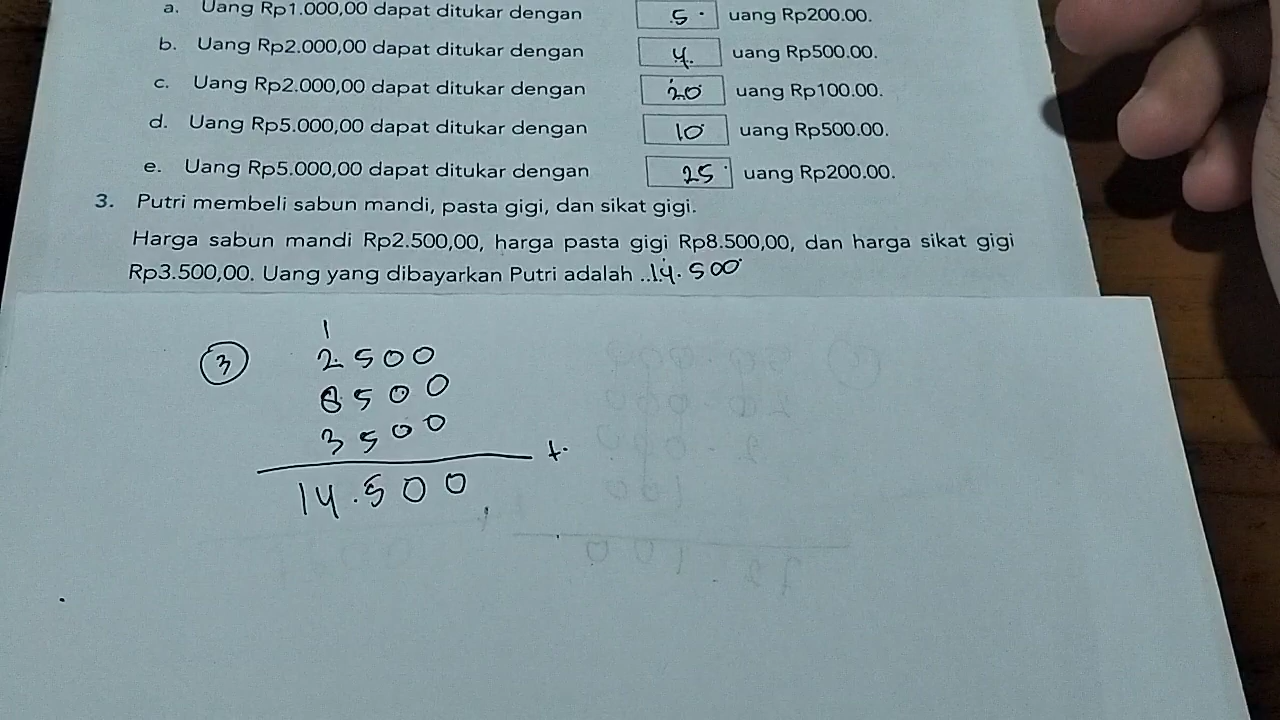 a. Uang Rp1.000,00 dapat ditukar dengan 5 uang Rp200.00.
b. Uang Rp2.000,00 dapat ditukar dengan 4 uang Rp500.00.
c. Uang Rp2.000,00 dapat ditukar dengan 20 uang Rp100.00.
d. Uang Rp5.000,00 dapat ditukar dengan 10 uang Rp500.00.
e. Uang Rp5.000,00 dapat ditukar dengan 25 uang Rp200.00.
3. Putri membeli sabun mandi, pasta gigi, dan sikat gigi.
Harga sabun mandi Rp2.500,00, harga pasta gigi Rp8.500,00, dan harga sikat gigi
Rp3.500,00. Uang yang dibayarkan Putri adalah ..14.500
1
3 2500
8500
3500
+
14.500